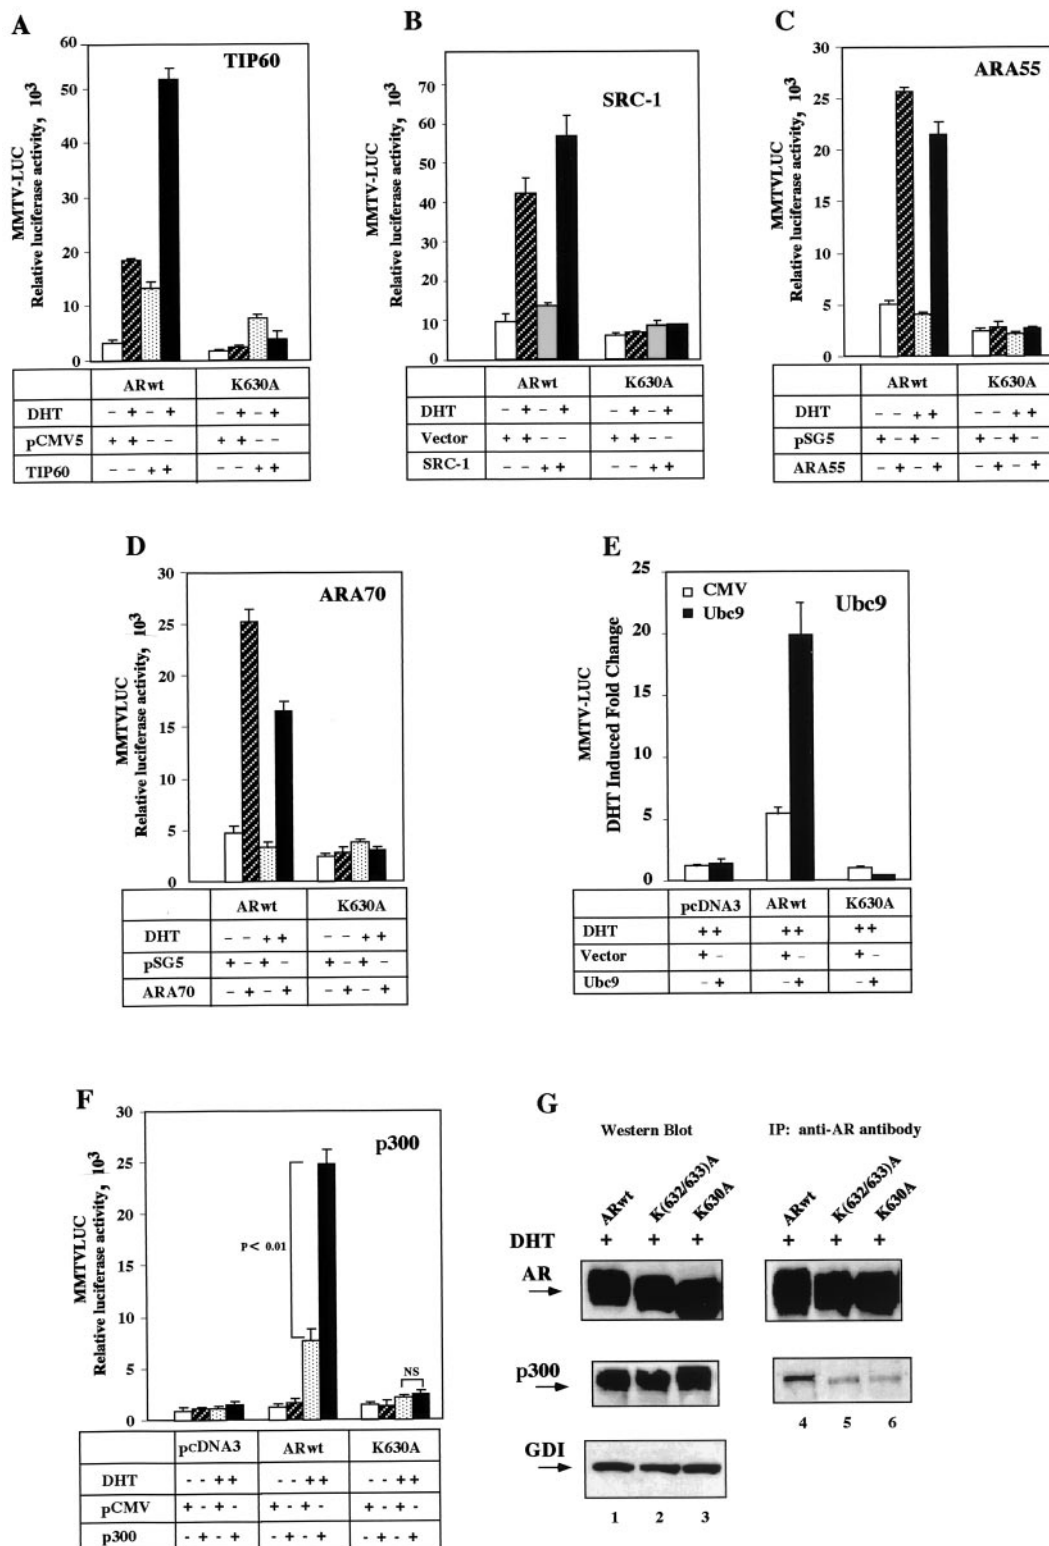 A
TIP60
MMTV-LUC
Relative luciferase activity, 10³
60
50
40
30
20
10
0
ARwt K630A
DHT - + - + - + - +
pCMV5 + + - - + + - -
TIP60 - - + + - - + +
B
SRC-1
MMTV-LUC
Relative luciferase activity, 10³
70
60
50
40
30
20
10
0
ARwt K630A
DHT - + - + - + - +
Vector + + - - + + - -
SRC-1 - - + + - - + +
C
ARA55
MMTVLUC
Relative luciferase activity, 10³
30
25
20
15
10
5
0
ARwt K630A
DHT - - + + - - + +
pSG5 + - + - + - + -
ARA55 - + - + - + - +
D
ARA70
MMTVLUC
Relative luciferase activity, 10³
30
25
20
15
10
5
0
ARwt K630A
DHT - - + + - - + +
pSG5 + - + - + - + -
ARA70 - + - + - + - +
E
CMV
Ubc9
Ubc9
MMTV-LUC
DHT Induced Fold Change
25
20
15
10
5
0
pcDNA3 ARwt K630A
DHT + + + + + +
Vector + - + - + -
Ubc9 - + - + - +
F
p300
MMTVLUC
Relative luciferase activity, 10³
30
25
20
15
10
5
0
P< 0.01
NS
pcDNA3 ARwt K630A
DHT - - + + - - + + - - + +
pCMV + - + - + - + - + - + -
p300 - + - + - + - + - + - +
G
Western Blot IP: anti-AR antibody
ARwt K(632/633)A K630A ARwt K(632/633)A K630A
DHT + + + + + +
AR
p300
4 5 6
GDI
1 2 3